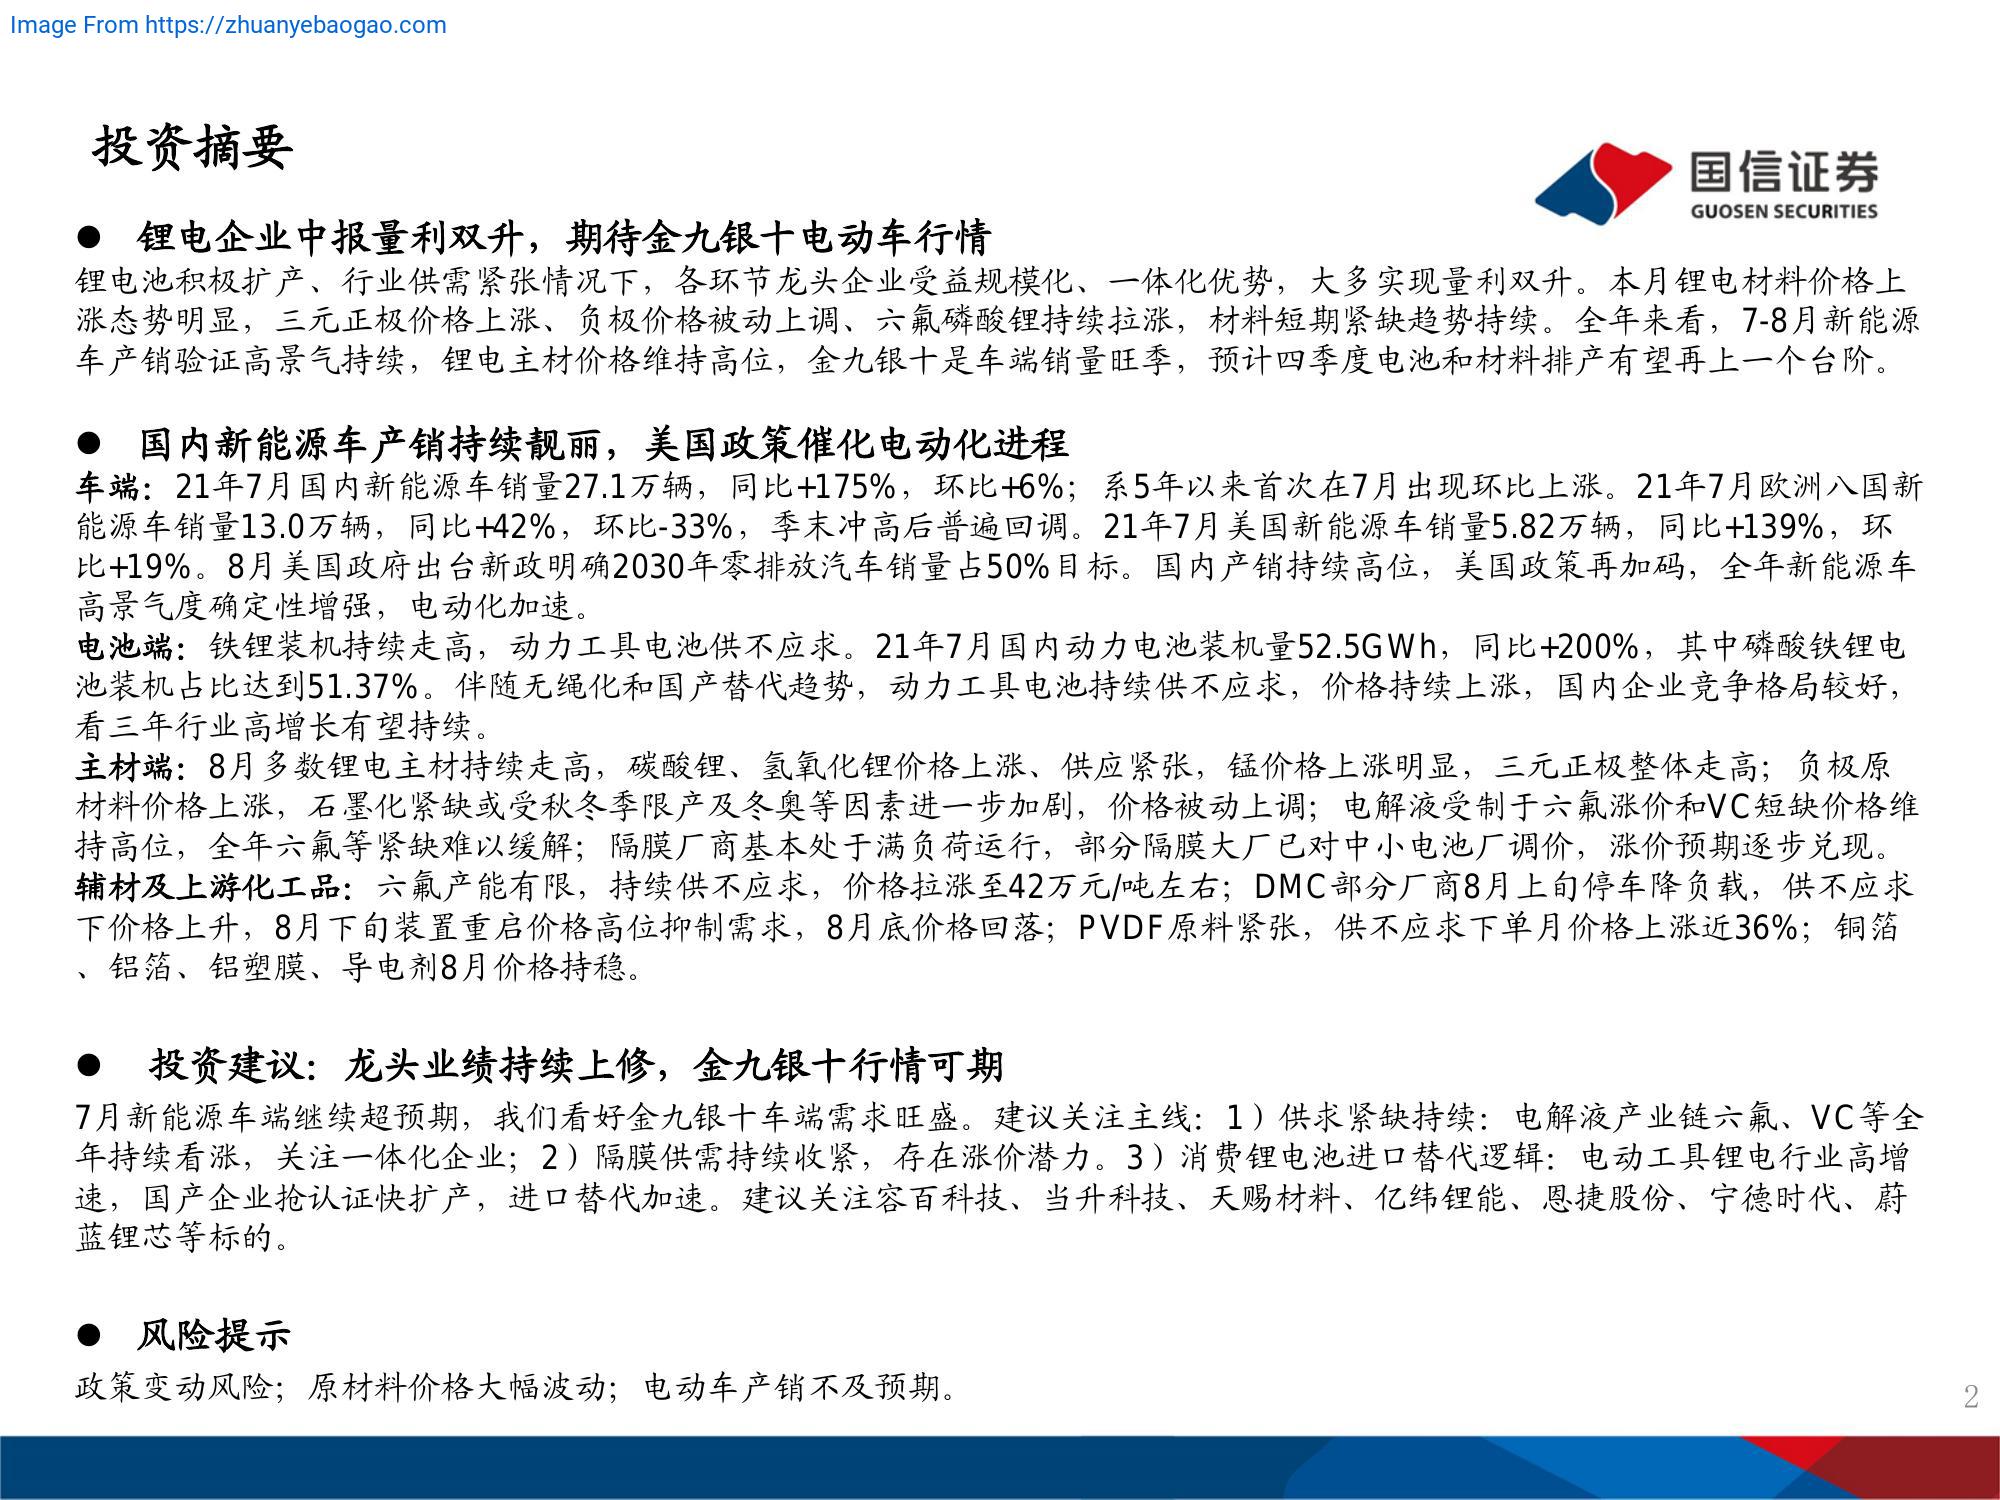 Image From https://zhuanyebaogao.com
投资摘要
国信证券
GUOSEN SECURITIES
● 锂电企业中报量利双升，期待金九银十电动车行情
锂电池积极扩产、行业供需紧张情况下，各环节龙头企业受益规模化、一体化优势，大多实现量利双升。本月锂电材料价格上
涨态势明显，三元正极价格上涨、负极价格被动上调、六氟磷酸锂持续拉涨，材料短期紧缺趋势持续。全年来看，7-8月新能源
车产销验证高景气持续，锂电主材价格维持高位，金九银十是车端销量旺季，预计四季度电池和材料排产有望再上一个台阶。
● 国内新能源车产销持续靓丽，美国政策催化电动化进程
车端：21年7月国内新能源车销量27.1万辆，同比+175%，环比+6%；系5年以来首次在7月出现环比上涨。21年7月欧洲八国新
能源车销量13.0万辆，同比+42%，环比-33%，季末冲高后普遍回调。21年7月美国新能源车销量5.82万辆，同比+139%，环
比+19%。8月美国政府出台新政明确2030年零排放汽车销量占50%目标。国内产销持续高位，美国政策再加码，全年新能源车
高景气度确定性增强，电动化加速。
电池端：铁锂装机持续走高，动力工具电池供不应求。21年7月国内动力电池装机量52.5GWh，同比+200%，其中磷酸铁锂电
池装机占比达到51.37%。伴随无绳化和国产替代趋势，动力工具电池持续供不应求，价格持续上涨，国内企业竞争格局较好，
看三年行业高增长有望持续。
主材端：8月多数锂电主材持续走高，碳酸锂、氢氧化锂价格上涨、供应紧张，锰价格上涨明显，三元正极整体走高；负极原
材料价格上涨，石墨化紧缺或受秋冬季限产及冬奥等因素进一步加剧，价格被动上调；电解液受制于六氟涨价和VC短缺价格维
持高位，全年六氟等紧缺难以缓解；隔膜厂商基本处于满负荷运行，部分隔膜大厂已对中小电池厂调价，涨价预期逐步兑现。
辅材及上游化工品：六氟产能有限，持续供不应求，价格拉涨至42万元/吨左右；DMC部分厂商8月上旬停车降负载，供不应求
下价格上升，8月下旬装置重启价格高位抑制需求，8月底价格回落；PVDF原料紧张，供不应求下单月价格上涨近36%；铜箔
、铝箔、铝塑膜、导电剂8月价格持稳。
● 投资建议：龙头业绩持续上修，金九银十行情可期
7月新能源车端继续超预期，我们看好金九银十车端需求旺盛。建议关注主线：1）供求紧缺持续：电解液产业链六氟、VC等全
年持续看涨，关注一体化企业；2）隔膜供需持续收紧，存在涨价潜力。3）消费锂电池进口替代逻辑：电动工具锂电行业高增
速，国产企业抢认证快扩产，进口替代加速。建议关注容百科技、当升科技、天赐材料、亿纬锂能、恩捷股份、宁德时代、蔚
蓝锂芯等标的。
● 风险提示
政策变动风险；原材料价格大幅波动；电动车产销不及预期。
2